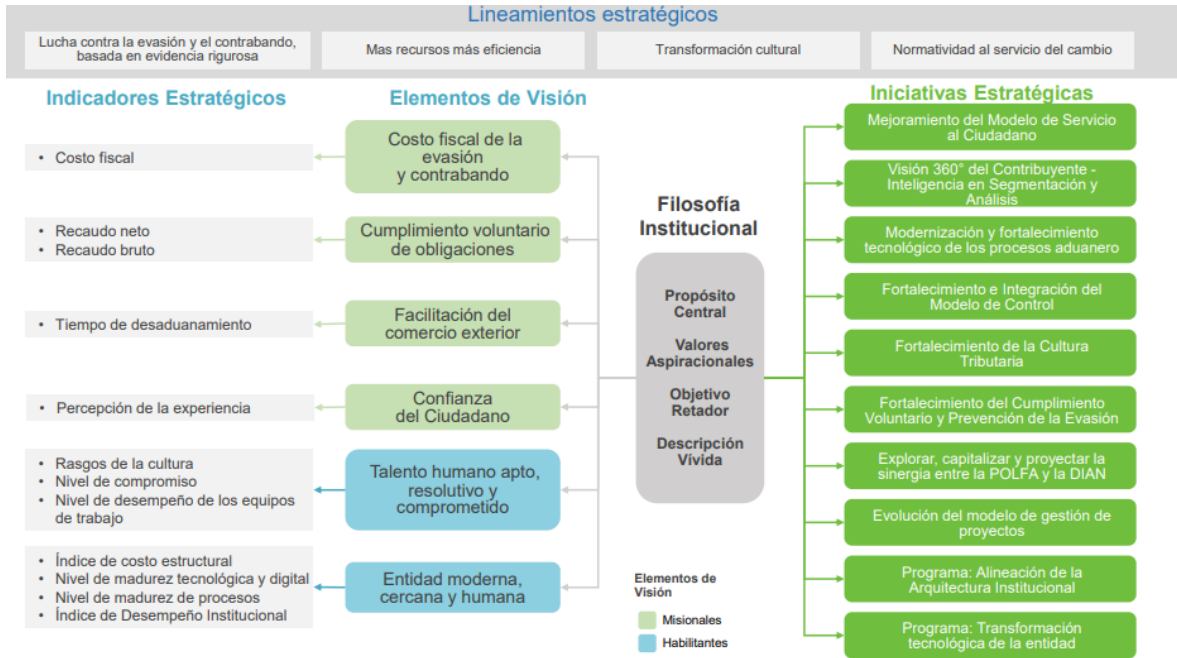 Lineamientos estratégicos
Lucha contra la evasión y el contrabando,
basada en evidencia rigurosa
Mas recursos más eficiencia
Transformación cultural
Normatividad al servicio del cambio
Indicadores Estratégicos
• Costo fiscal
• Recaudo neto
• Recaudo bruto
• Tiempo de desaduanamiento
• Percepción de la experiencia
• Rasgos de la cultura
• Nivel de compromiso
• Nivel de desempeño de los equipos
de trabajo
• Índice de costo estructural
• Nivel de madurez tecnológica y digital
• Nivel de madurez de procesos
• Índice de Desempeño Institucional
Elementos de Visión
Costo fiscal de la
evasión
y contrabando
Cumplimiento voluntario
de obligaciones
Facilitación del
comercio exterior
Confianza
del Ciudadano
Talento humano apto,
resolutivo y
comprometido
Entidad moderna,
cercana y humana
Filosofía
Institucional
Propósito
Central
Valores
Aspiracionales
Objetivo
Retador
Descripción
Vívida
Elementos de
Visión
Misionales
Habilitantes
Iniciativas Estratégicas
Mejoramiento del Modelo de Servicio
al Ciudadano
Visión 360° del Contribuyente -
Inteligencia en Segmentación y
Análisis
Modernización y fortalecimiento
tecnológico de los procesos aduanero
Fortalecimiento e Integración del
Modelo de Control
Fortalecimiento de la Cultura
Tributaria
Fortalecimiento del Cumplimiento
Voluntario y Prevención de la Evasión
Explorar, capitalizar y proyectar la
sinergia entre la POLFA y la DIAN
Evolución del modelo de gestión de
proyectos
Programa: Alineación de la
Arquitectura Institucional
Programa: Transformación
tecnológica de la entidad